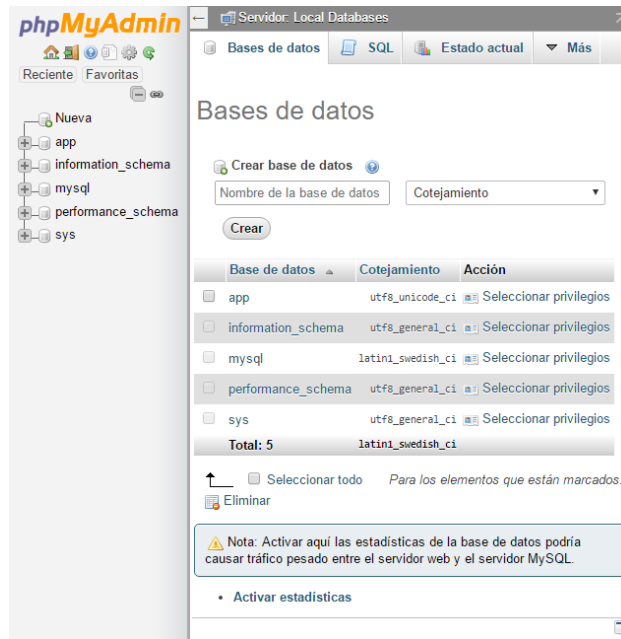 phpMyAdmin
Reciente Favoritas
Nueva
app
information_schema
mysql
performance_schema
sys
Servidor: Local Databases
Bases de datos SQL Estado actual Más
Bases de datos
Crear base de datos
Nombre de la base de datos Cotejamiento
Crear
Base de datos Cotejamiento Acción
app utf8_unicode_ci Seleccionar privilegios
information_schema utf8_general_ci Seleccionar privilegios
mysql latin1_swedish_ci Seleccionar privilegios
performance_schema utf8_general_ci Seleccionar privilegios
sys utf8_general_ci Seleccionar privilegios
Total: 5 latin1_swedish_ci
Seleccionar todo Para los elementos que están marcados.
Eliminar
Nota: Activar aquí las estadísticas de la base de datos podría
causar tráfico pesado entre el servidor web y el servidor MySQL.
• Activar estadísticas